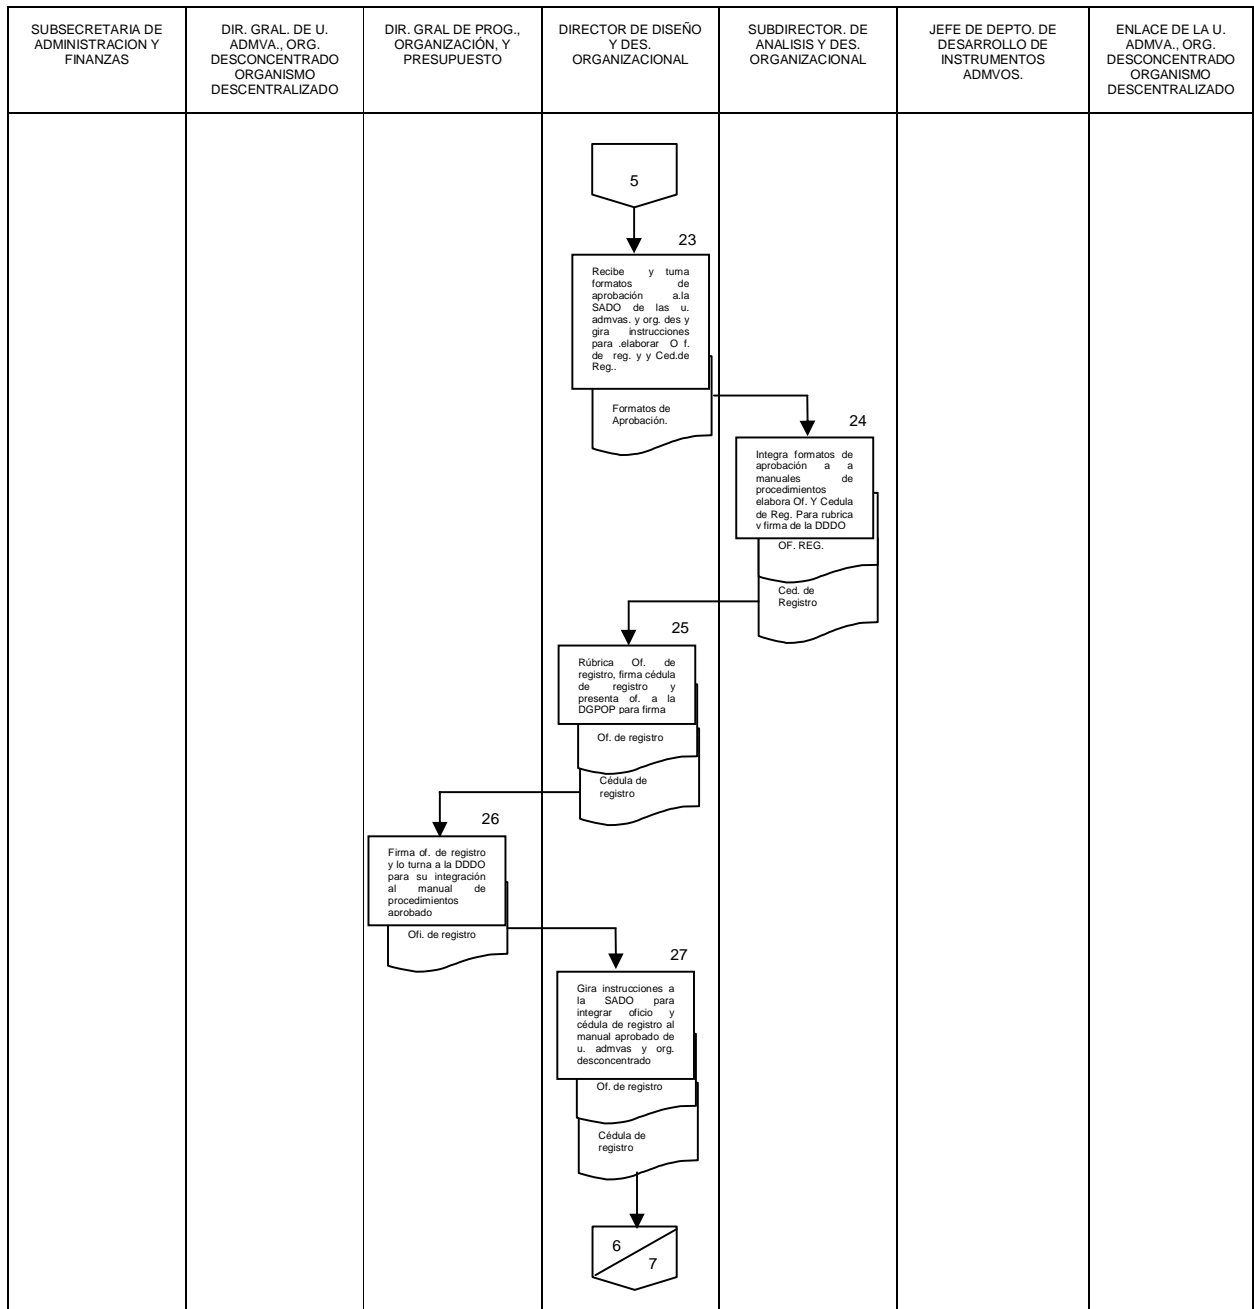 SUBSECRETARIA DE
ADMINISTRACION Y
FINANZAS
DIR. GRAL. DE U.
ADMVA., ORG.
DESCONCENTRADO
ORGANISMO
DESCENTRALIZADO
DIR. GRAL DE PROG.,
ORGANIZACIÓN, Y
PRESUPUESTO
DIRECTOR DE DISEÑO
Y DES.
ORGANIZACIONAL
SUBDIRECTOR. DE
ANALISIS Y DES.
ORGANIZACIONAL
JEFE DE DEPTO. DE
DESARROLLO DE
INSTRUMENTOS
ADMVOS.
ENLACE DE LA U.
ADMVA., ORG.
DESCONCENTRADO
ORGANISMO
DESCENTRALIZADO
5
23
Recibe y turna
formatos de
aprobación a.la
SADO de las u.
admvas. y org. des y
gira instrucciones
para .elaborar O f.
de reg. y y Ced.de
Reg..
Formatos de
Aprobación.
24
Integra formatos de
aprobación a a
manuales de
procedimientos
elabora Of. Y Cedula
de Reg. Para rubrica
y firma de la DDDO
OF. REG.
Ced. de
Registro
25
Rúbrica Of. de
registro, firma cédula
de registro y
presenta of. a la
DGPOP para firma
Of. de registro
Cédula de
registro
26
Firma of. de registro
y lo turna a la DDDO
para su integración
al manual de
procedimientos
aprobado
Ofi. de registro
27
Gira instrucciones a
la SADO para
integrar oficio y
cédula de registro al
manual aprobado de
u. admvas y org.
desconcentrado
Of. de registro
Cédula de
registro
6
7